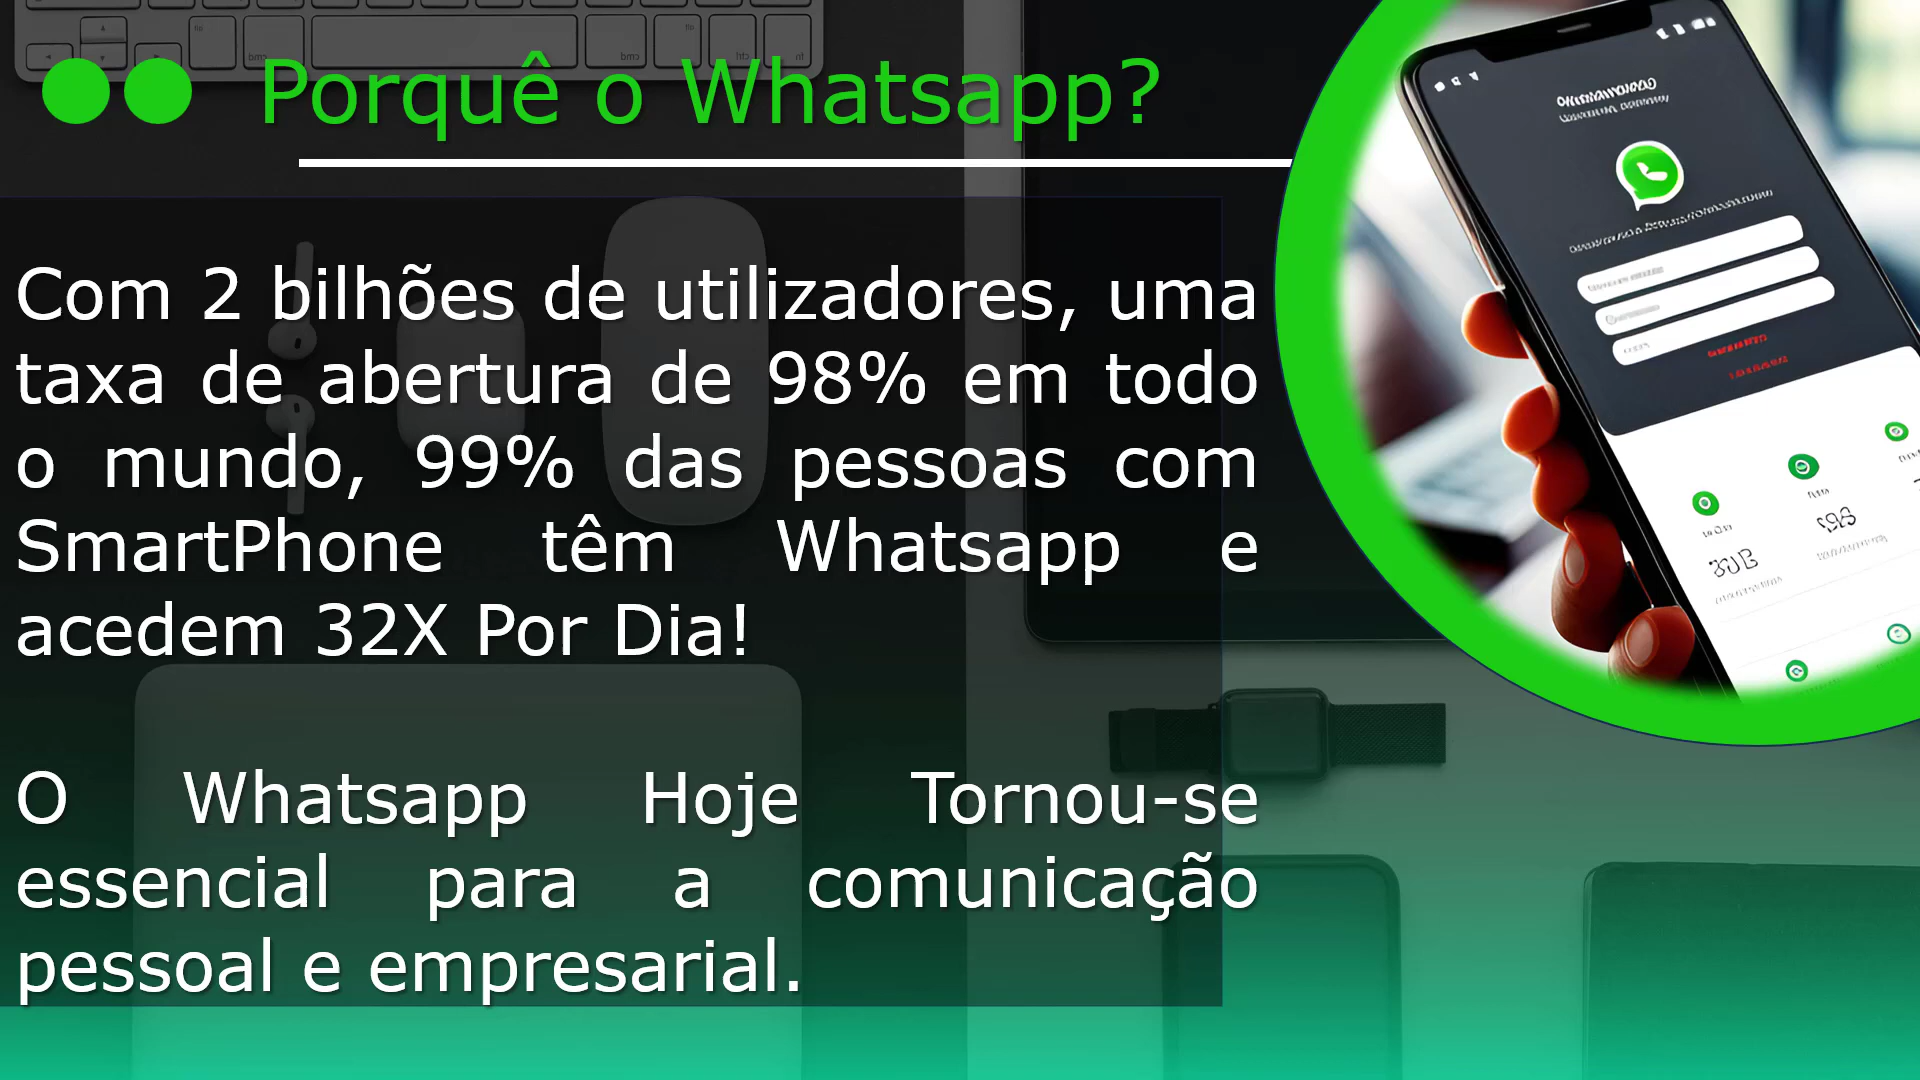 Porquê o Whatsapp?
Com 2 bilhões de utilizadores, uma
taxa de abertura de 98% em todo
o mundo, 99% das pessoas com
SmartPhone têm Whatsapp e
acedem 32X Por Dia!
O Whatsapp Hoje Tornou-se
essencial para a comunicação
pessoal e empresarial.